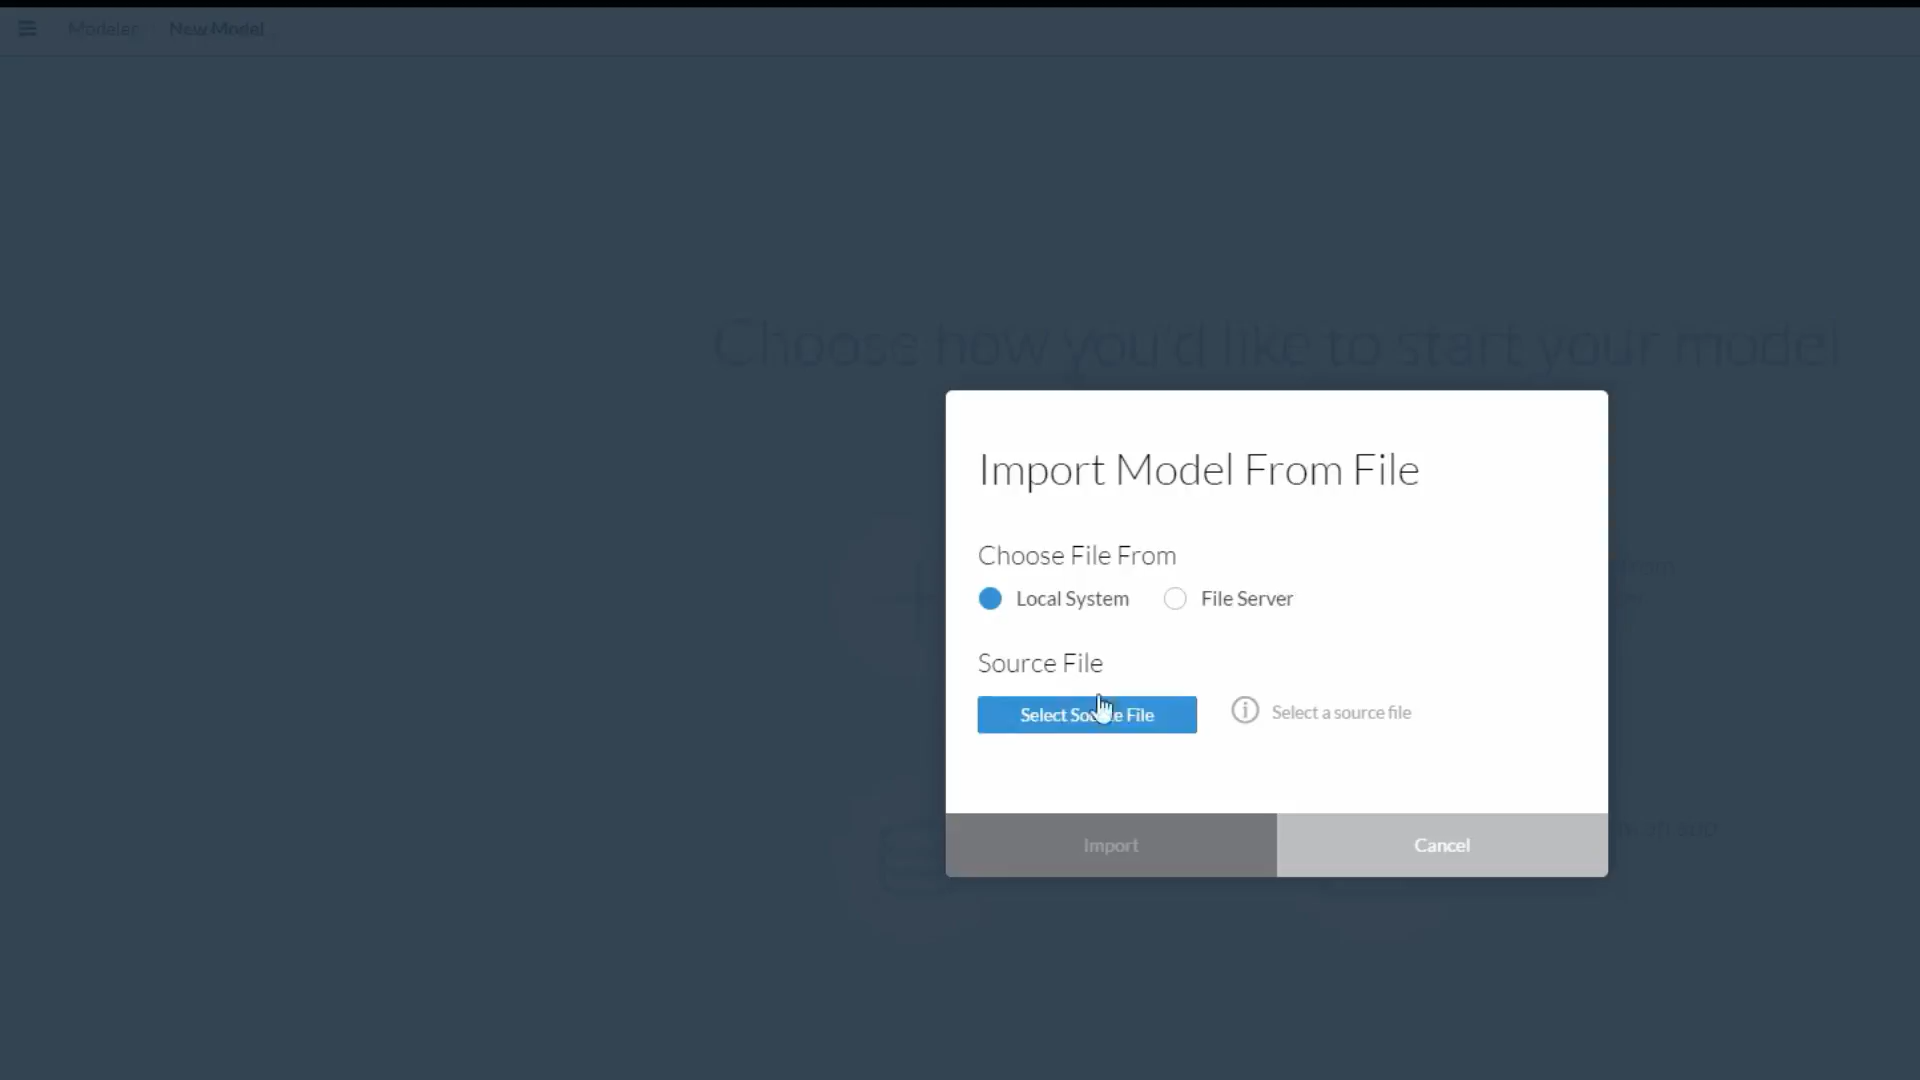 Modeler New Model
Choose how you'd like to start your model
Import Model From File
Choose File From
Local System File Server
Source File
Select Source File Select a source file
Import Cancel